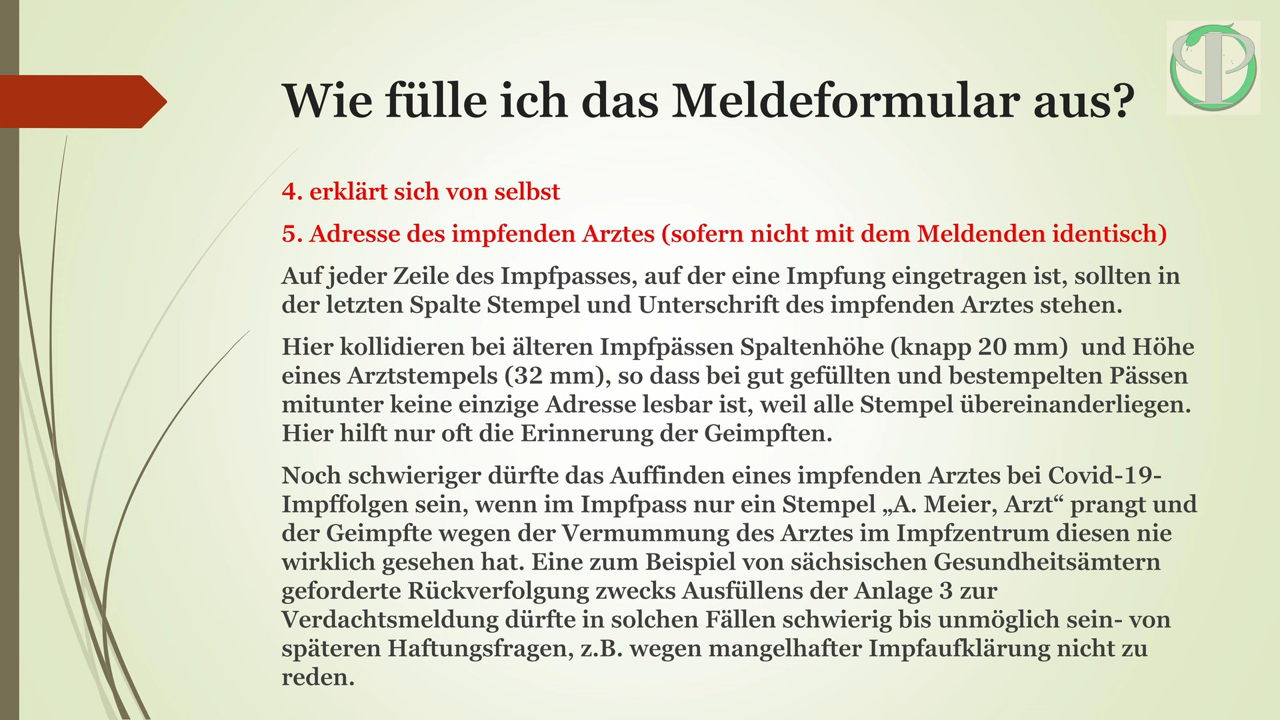 Wie fülle ich das Meldeformular aus?
4. erklärt sich von selbst
5. Adresse des impfenden Arztes (sofern nicht mit dem Meldenden identisch)
Auf jeder Zeile des Impfpasses, auf der eine Impfung eingetragen ist, sollten in
der letzten Spalte Stempel und Unterschrift des impfenden Arztes stehen.
Hier kollidieren bei älteren Impfpässen Spaltenhöhe (knapp 20 mm)  und Höhe
eines Arztstempels (32 mm), so dass bei gut gefüllten und bestempelten Pässen
mitunter keine einzige Adresse lesbar ist, weil alle Stempel übereinanderliegen.
Hier hilft nur oft die Erinnerung der Geimpften.
Noch schwieriger dürfte das Auffinden eines impfenden Arztes bei Covid-19-
Impffolgen sein, wenn im Impfpass nur ein Stempel „A. Meier, Arzt“ prangt und
der Geimpfte wegen der Vermummung des Arztes im Impfzentrum diesen nie
wirklich gesehen hat. Eine zum Beispiel von sächsischen Gesundheitsämtern
geforderte Rückverfolgung zwecks Ausfüllens der Anlage 3 zur
Verdachtsmeldung dürfte in solchen Fällen schwierig bis unmöglich sein- von
späteren Haftungsfragen, z.B. wegen mangelhafter Impfaufklärung nicht zu
reden.